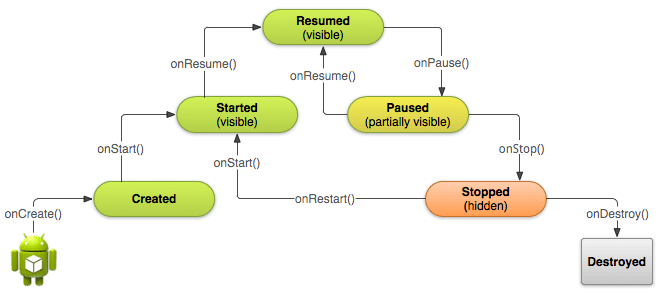 Resumed
(visible)
onResume()
onResume()
onPause()
Started
(visible)
Paused
(partially visible)
onStart()
onStart()
onStop()
Created
onRestart()
Stopped
(hidden)
onCreate()
onDestroy()
Destroyed